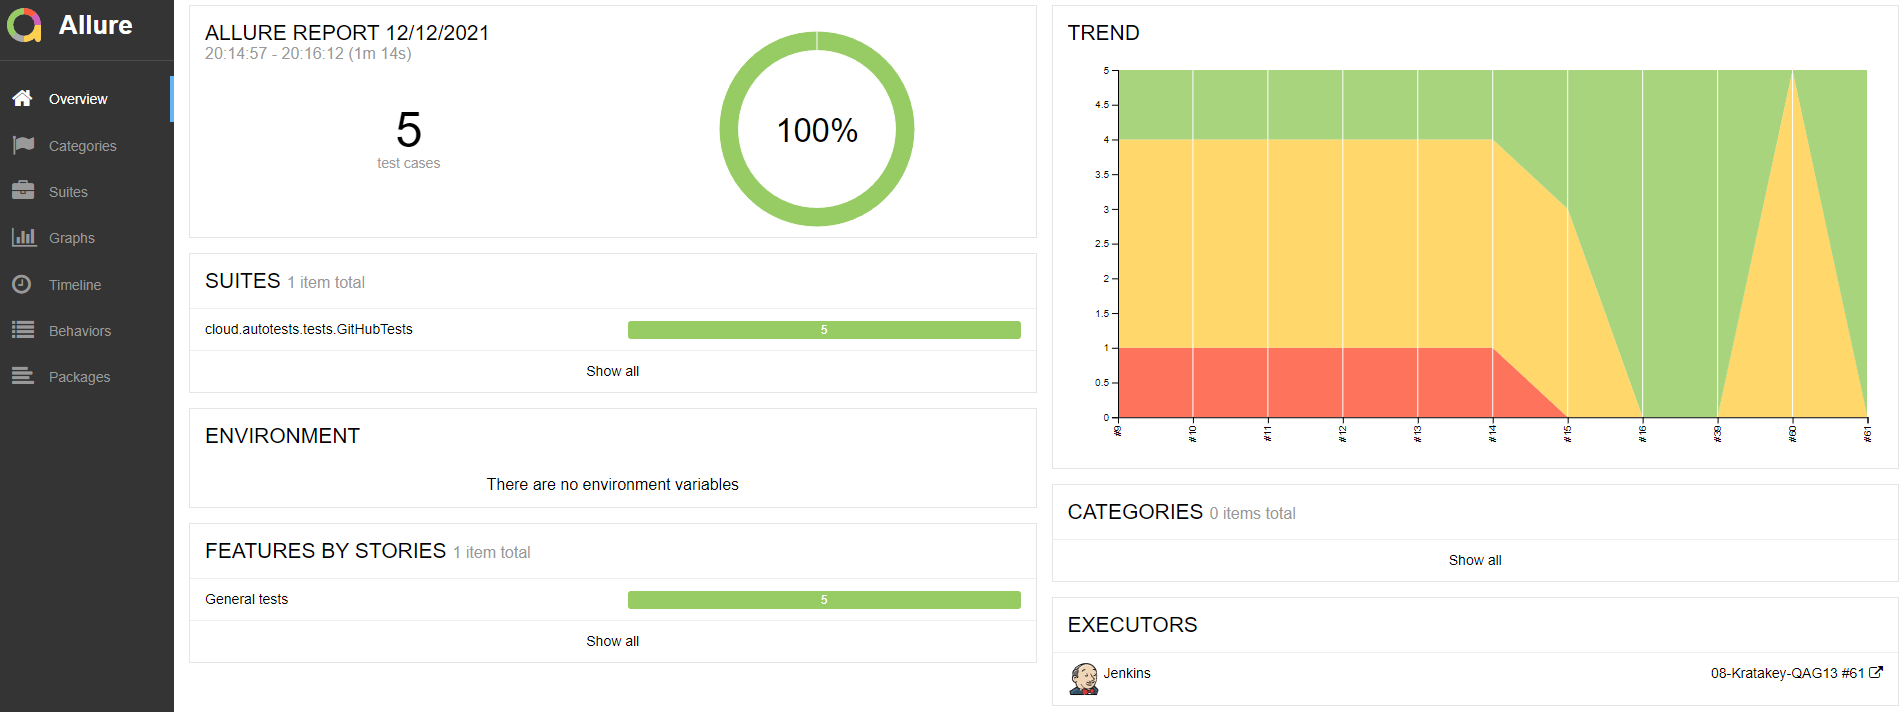 Allure
Overview
Categories
Suites
Graphs
Timeline
Behaviors
Packages
ALLURE REPORT 12/12/2021
20:14:57 - 20:16:12 (1m 14s)
5
test cases
100%
SUITES 1 item total
cloud.autotests.tests.GitHubTests 5
Show all
ENVIRONMENT
There are no environment variables
FEATURES BY STORIES 1 item total
General tests 5
Show all
TREND
5
4.5
4
3.5
3
2.5
2
1.5
1
0.5
0
#9 #10 #11 #12 #13 #14 #15 #16 #39 #60 #61
CATEGORIES 0 items total
Show all
EXECUTORS
Jenkins 08-Kratakey-QAG13 #61